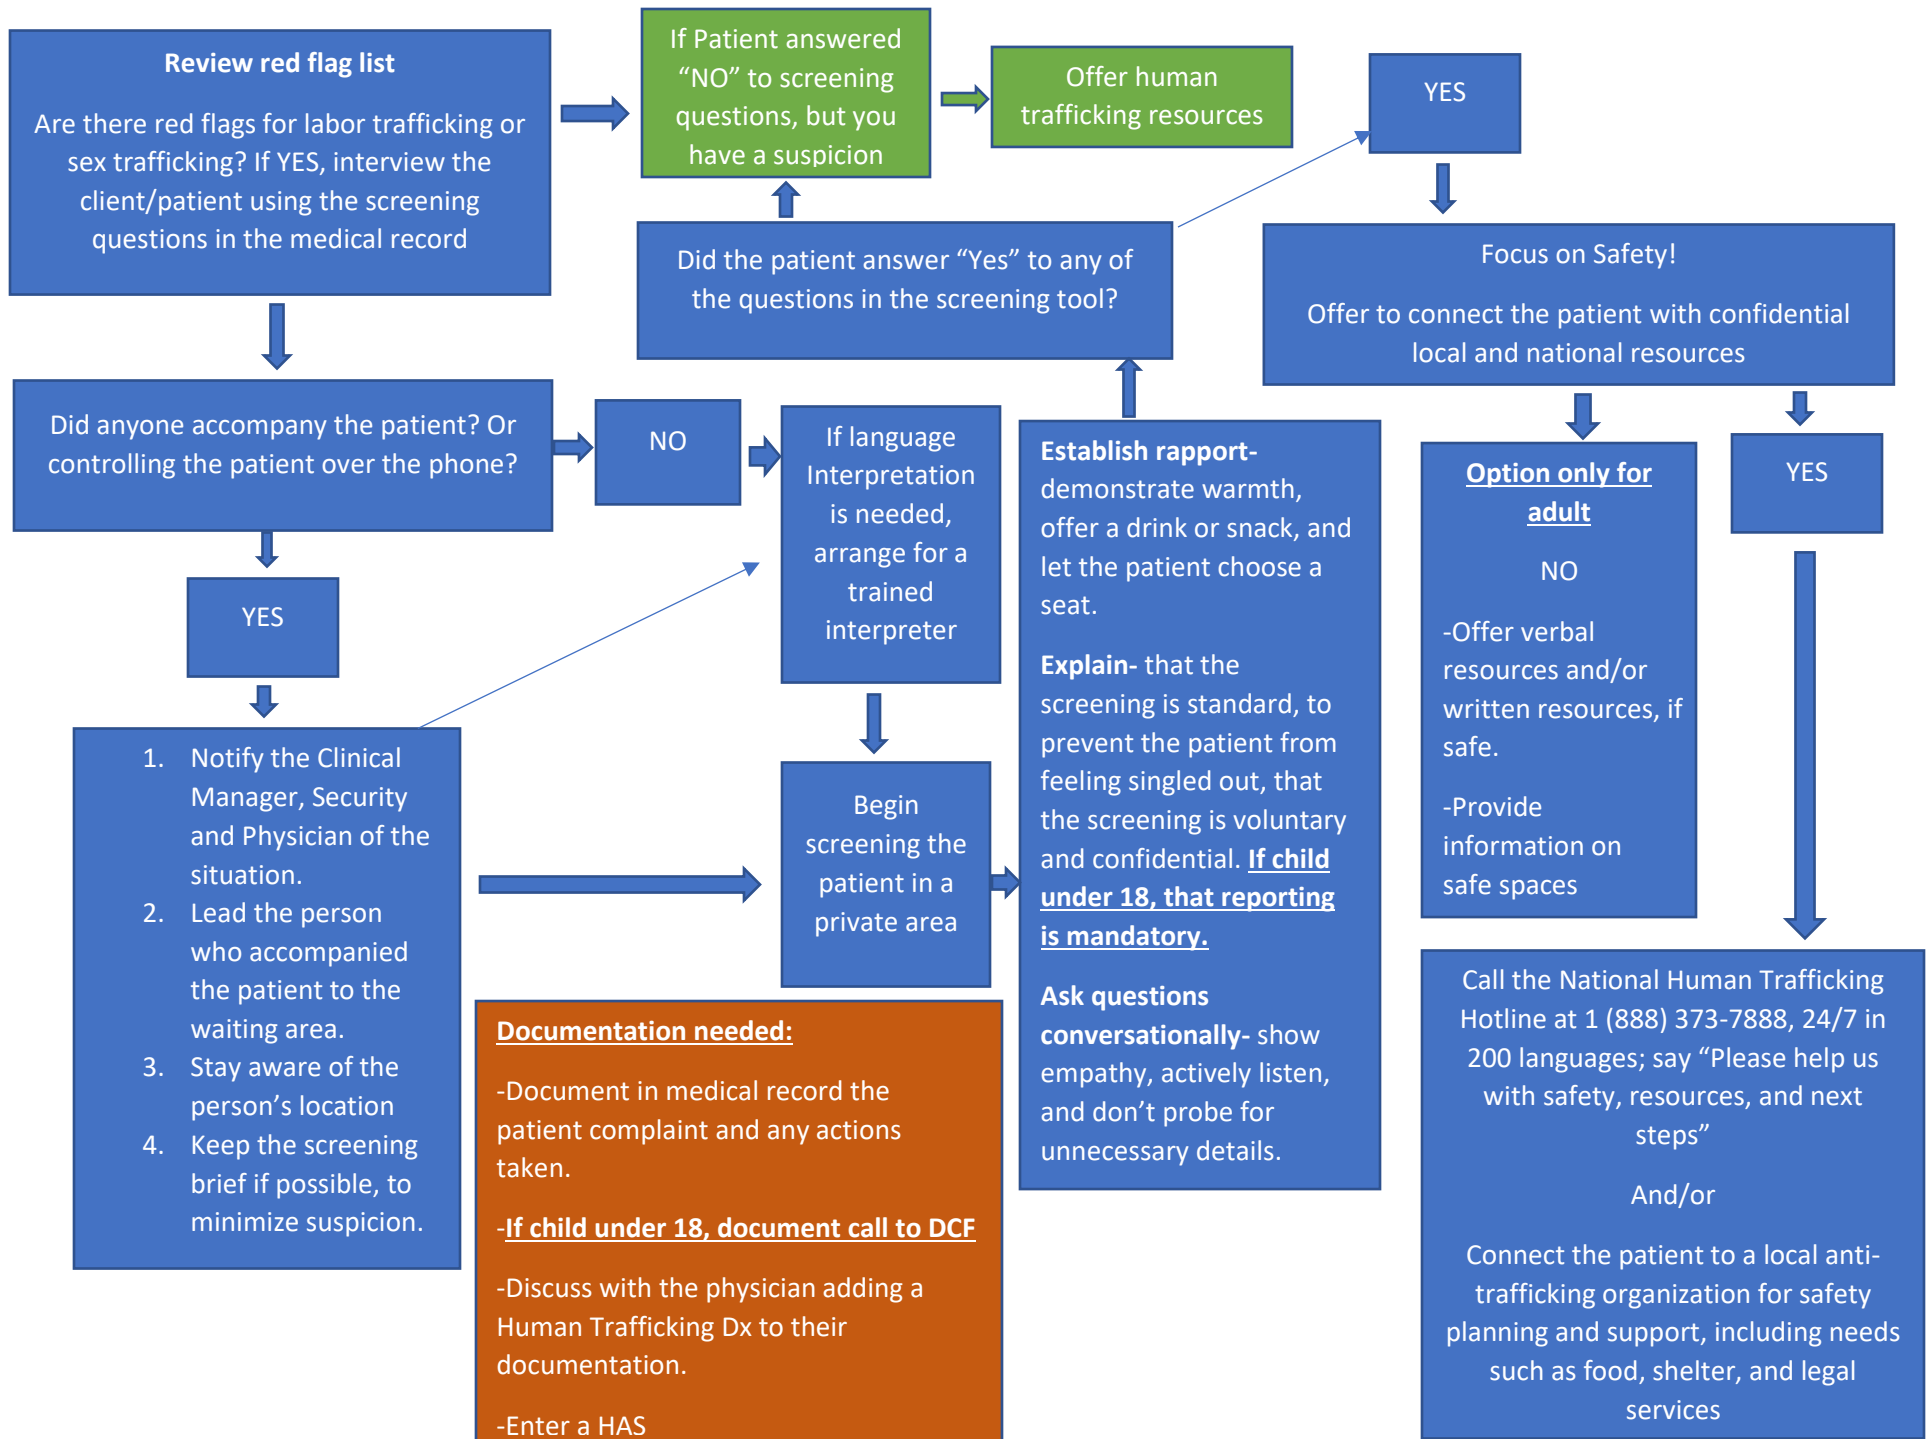 Review red flag list
Are there red flags for labor trafficking or
sex trafficking? If YES, interview the
client/patient using the screening
questions in the medical record
If Patient answered
“NO” to screening
questions, but you
have a suspicion
Offer human
trafficking resources
YES
Did the patient answer “Yes” to any of
the questions in the screening tool?
Focus on Safety!
Offer to connect the patient with confidential
local and national resources
Did anyone accompany the patient? Or
controlling the patient over the phone?
NO
If language
Interpretation
is needed,
arrange for a
trained
interpreter
YES
1. Notify the Clinical
Manager, Security
and Physician of the
situation.
2. Lead the person
who accompanied
the patient to the
waiting area.
3. Stay aware of the
person’s location
4. Keep the screening
brief if possible, to
minimize suspicion.
Begin
screening the
patient in a
private area
Establish rapport-
demonstrate warmth,
offer a drink or snack, and
let the patient choose a
seat.
Explain- that the
screening is standard, to
prevent the patient from
feeling singled out, that
the screening is voluntary
and confidential. If child
under 18, that reporting
is mandatory.
Ask questions
conversationally- show
empathy, actively listen,
and don’t probe for
unnecessary details.
Option only for
adult
NO
-Offer verbal
resources and/or
written resources, if
safe.
-Provide
information on
safe spaces
YES
Call the National Human Trafficking
Hotline at 1 (888) 373-7888, 24/7 in
200 languages; say “Please help us
with safety, resources, and next
steps”
And/or
Connect the patient to a local anti-
trafficking organization for safety
planning and support, including needs
such as food, shelter, and legal
services
Documentation needed:
-Document in medical record the
patient complaint and any actions
taken.
-If child under 18, document call to DCF
-Discuss with the physician adding a
Human Trafficking Dx to their
documentation.
-Enter a HAS